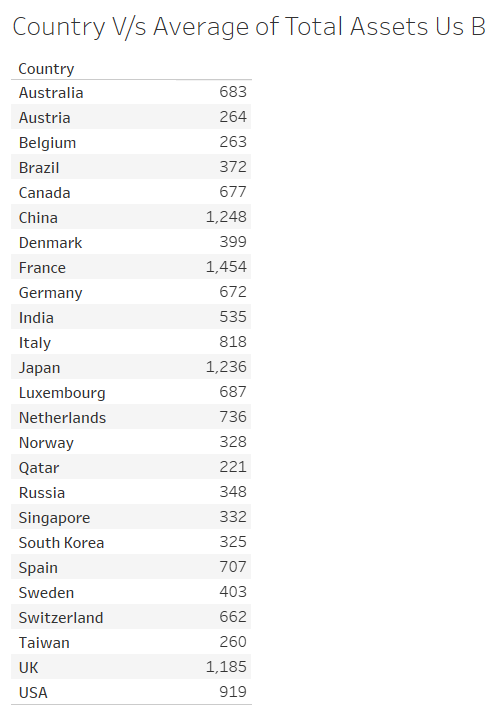 Country V/s Average of Total Assets Us B
Country
Australia 683
Austria 264
Belgium 263
Brazil 372
Canada 677
China 1,248
Denmark 399
France 1,454
Germany 672
India 535
Italy 818
Japan 1,236
Luxembourg 687
Netherlands 736
Norway 328
Qatar 221
Russia 348
Singapore 332
South Korea 325
Spain 707
Sweden 403
Switzerland 662
Taiwan 260
UK 1,185
USA 919